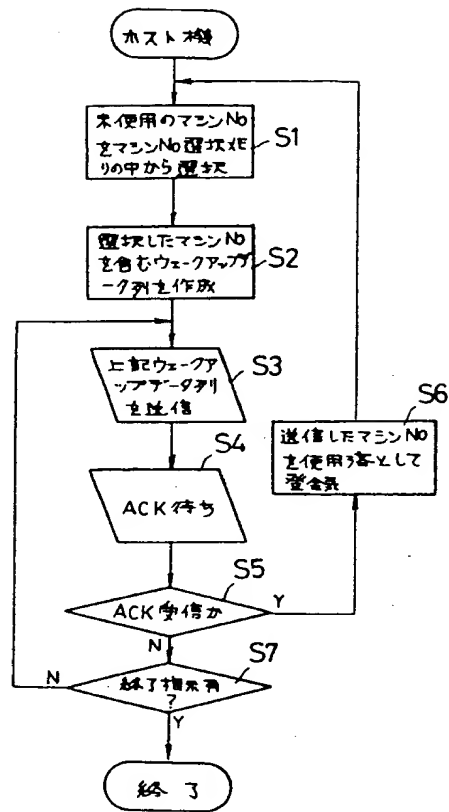 ホスト機
未使用のマシンNo
をマシンNo選択メモ
リの中から選択
S1
選択したマシンNo
を含むウェークアップデ
ータ列を作成
S2
上記ウェークア
ップデータ列
を送信
S3
S4
ACK待ち
S5
ACK受信か
Y
N
S6
送信したマシンNo
を使用済として
登録
S7
終了指示有
?
N
Y
終了